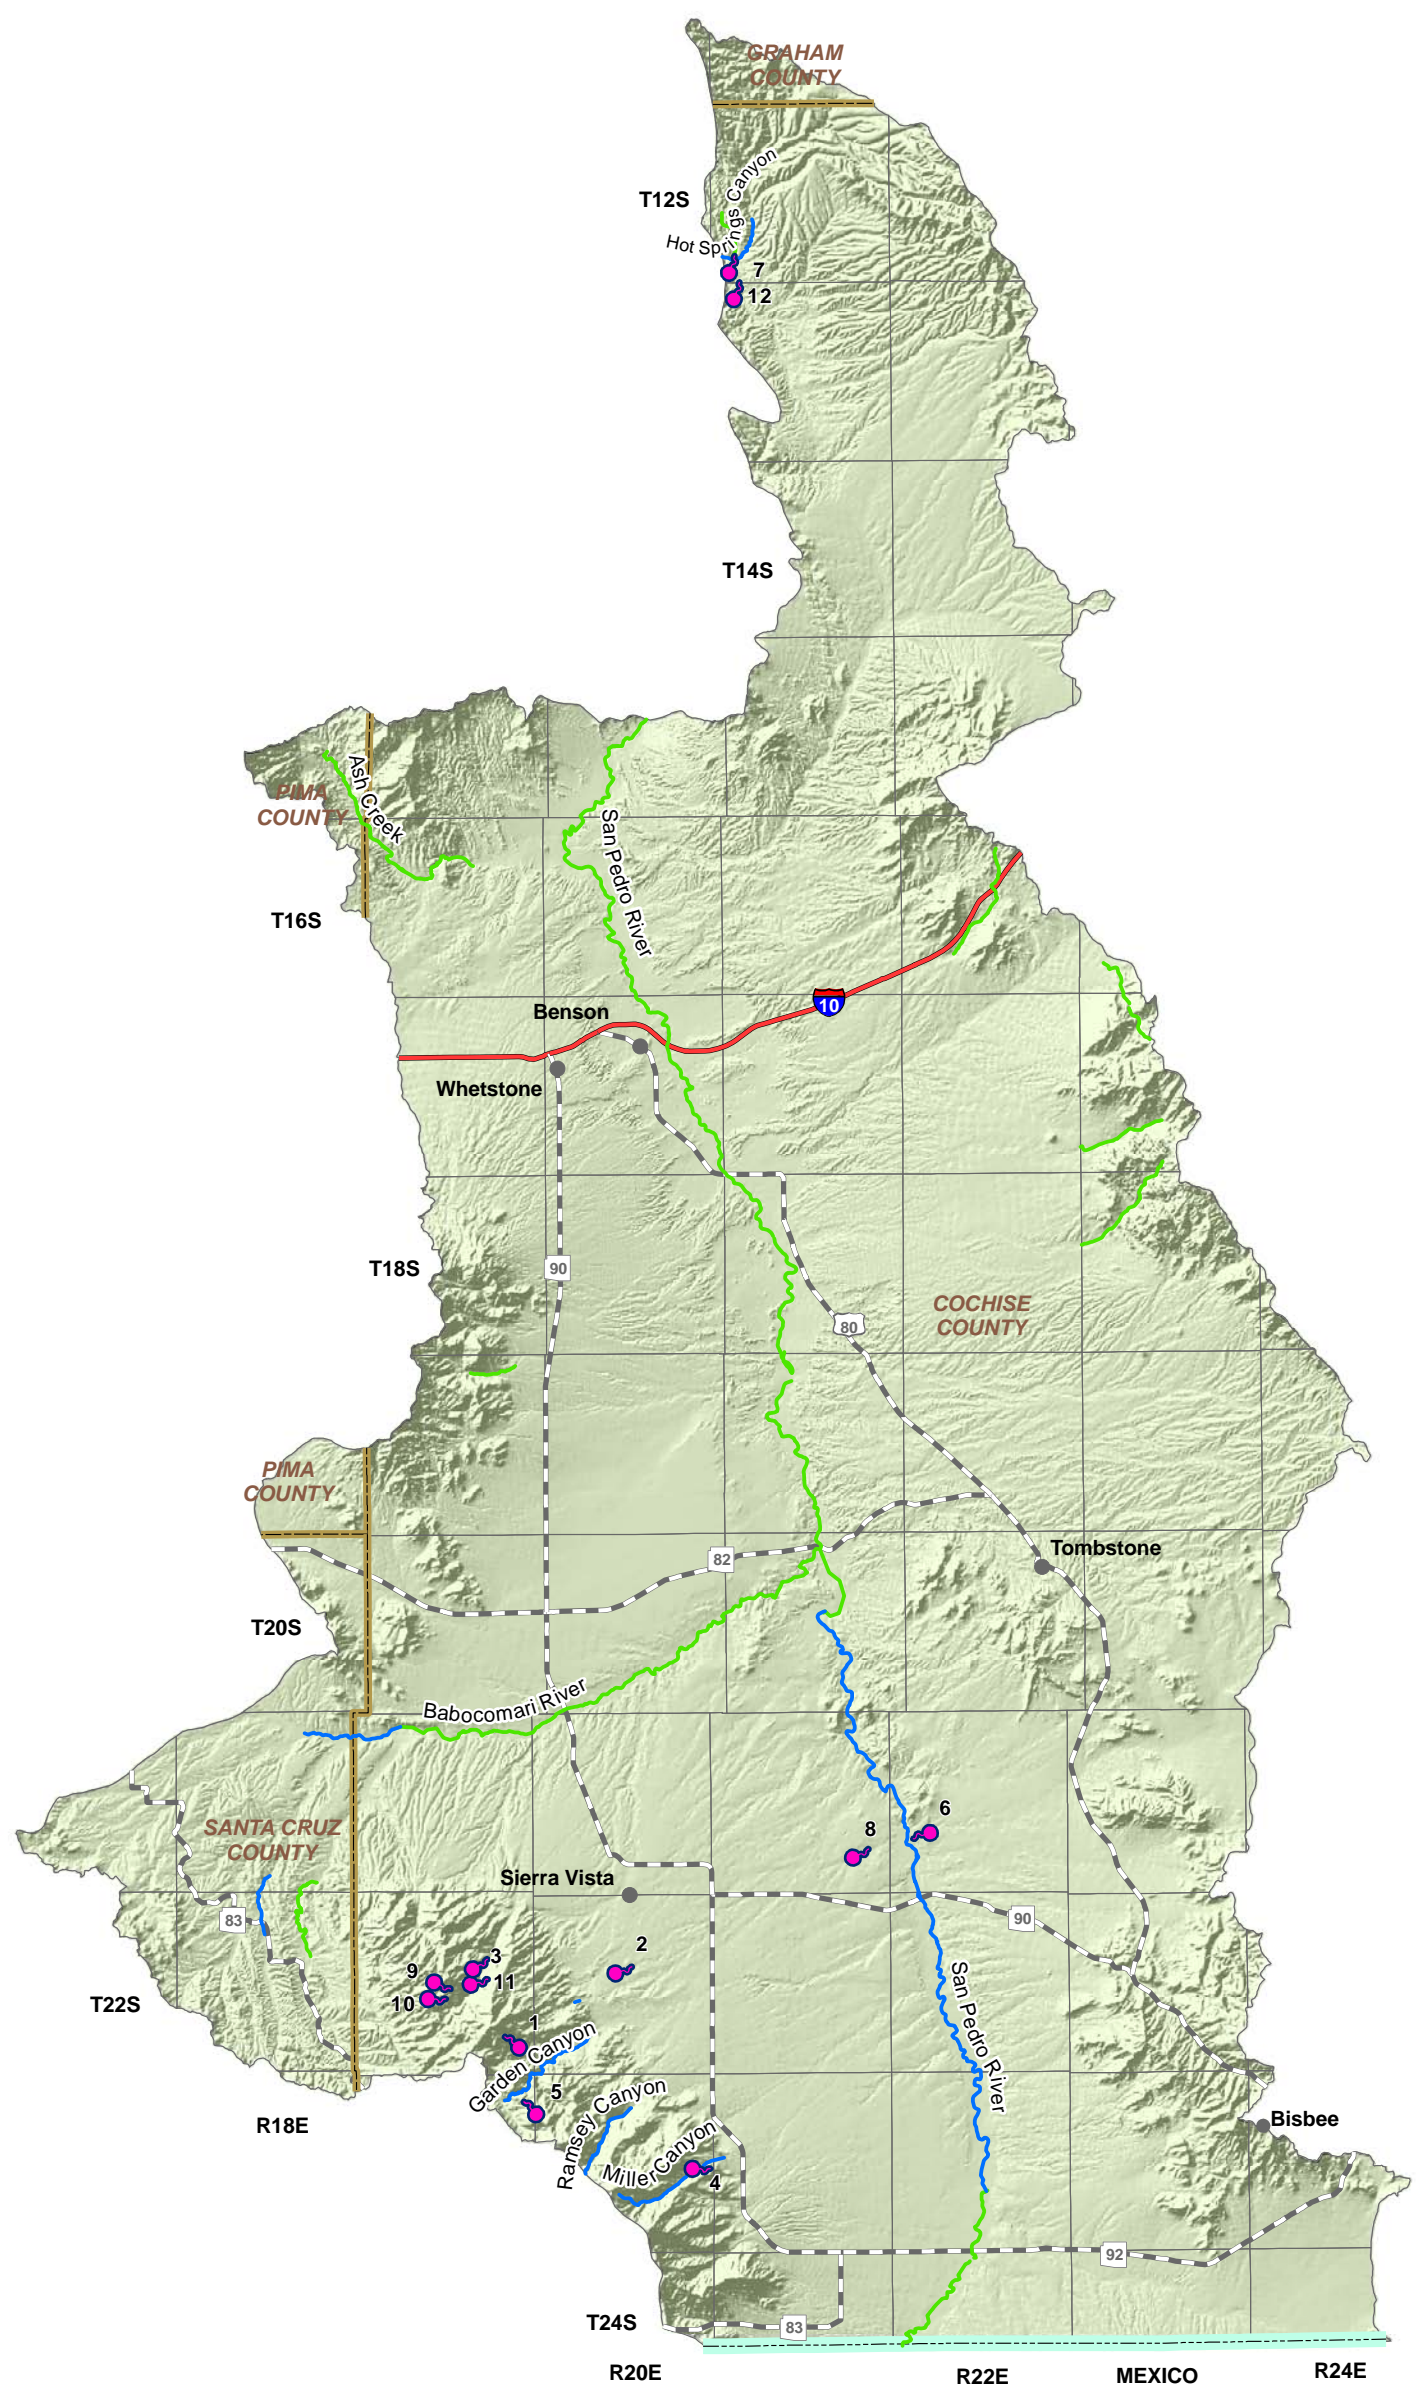 GRAHAM
COUNTY
T12S
Hot Springs Canyon
7
12
T14S
Ash Creek
PIMA
COUNTY
San Pedro River
T16S
10
Benson
Whetstone
T18S
90
COCHISE
COUNTY
80
PIMA
COUNTY
82
Tombstone
T20S
Babocomari River
6
8
SANTA CRUZ
COUNTY
Sierra Vista
83
90
2
3
9
11
10
T22S
San Pedro River
1
Garden Canyon
5
Ramsey Canyon
R18E
Bisbee
Miller Canyon
4
92
T24S
83
R20E
R22E
MEXICO
R24E